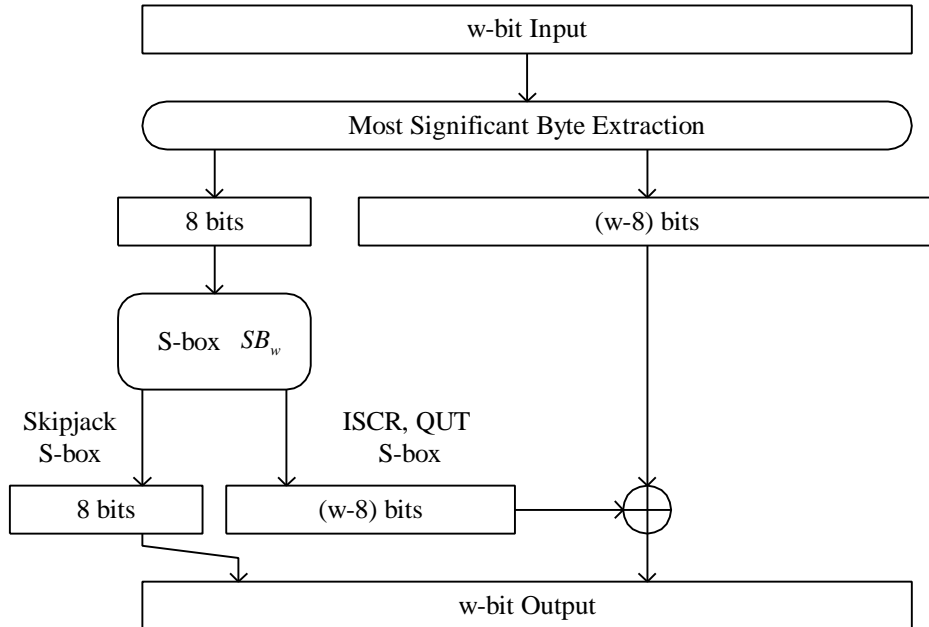 w-bit Input
Most Significant Byte Extraction
8 bits
(w-8) bits
S-box SB_w
Skipjack
S-box
ISCR, QUT
S-box
8 bits
(w-8) bits
w-bit Output